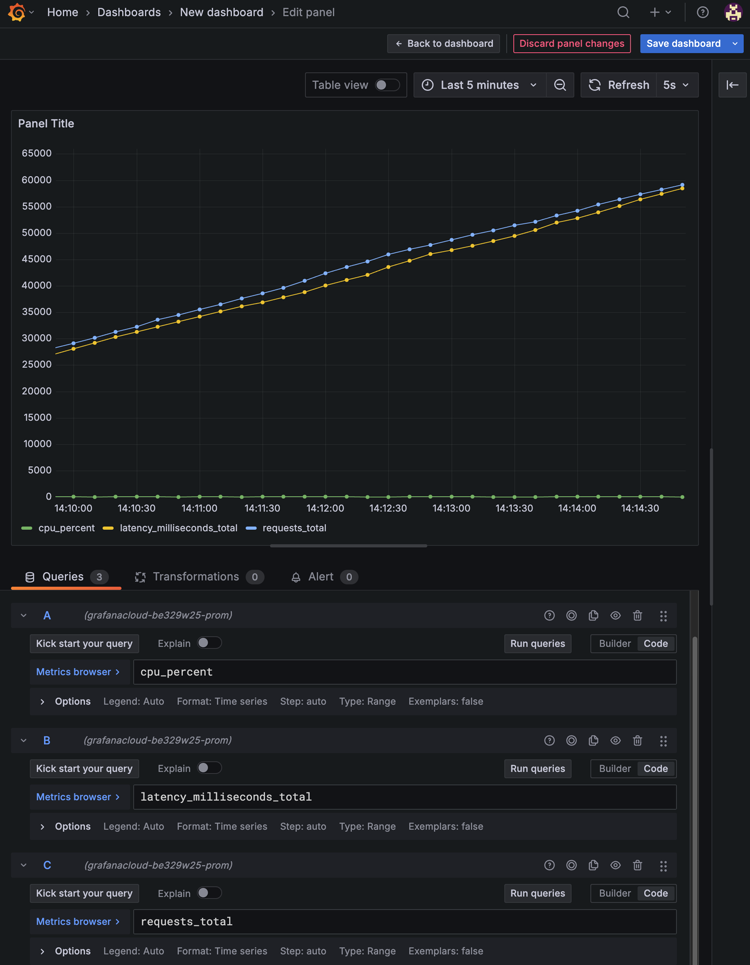 Home › Dashboards › New dashboard › Edit panel
← Back to dashboard Discard panel changes Save dashboard
Table view Last 5 minutes Refresh 5s
Panel Title
65000
60000
55000
50000
45000
40000
35000
30000
25000
20000
15000
10000
5000
0
14:10:00 14:10:30 14:11:00 14:11:30 14:12:00 14:12:30 14:13:00 14:13:30 14:14:00 14:14:30
cpu_percent latency_milliseconds_total requests_total
Queries 3 Transformations 0 Alert 0
A (grafanacloud-be329w25-prom)
Kick start your query Explain Run queries Builder Code
Metrics browser › cpu_percent
› Options Legend: Auto Format: Time series Step: auto Type: Range Exemplars: false
B (grafanacloud-be329w25-prom)
Kick start your query Explain Run queries Builder Code
Metrics browser › latency_milliseconds_total
› Options Legend: Auto Format: Time series Step: auto Type: Range Exemplars: false
C (grafanacloud-be329w25-prom)
Kick start your query Explain Run queries Builder Code
Metrics browser › requests_total
› Options Legend: Auto Format: Time series Step: auto Type: Range Exemplars: false